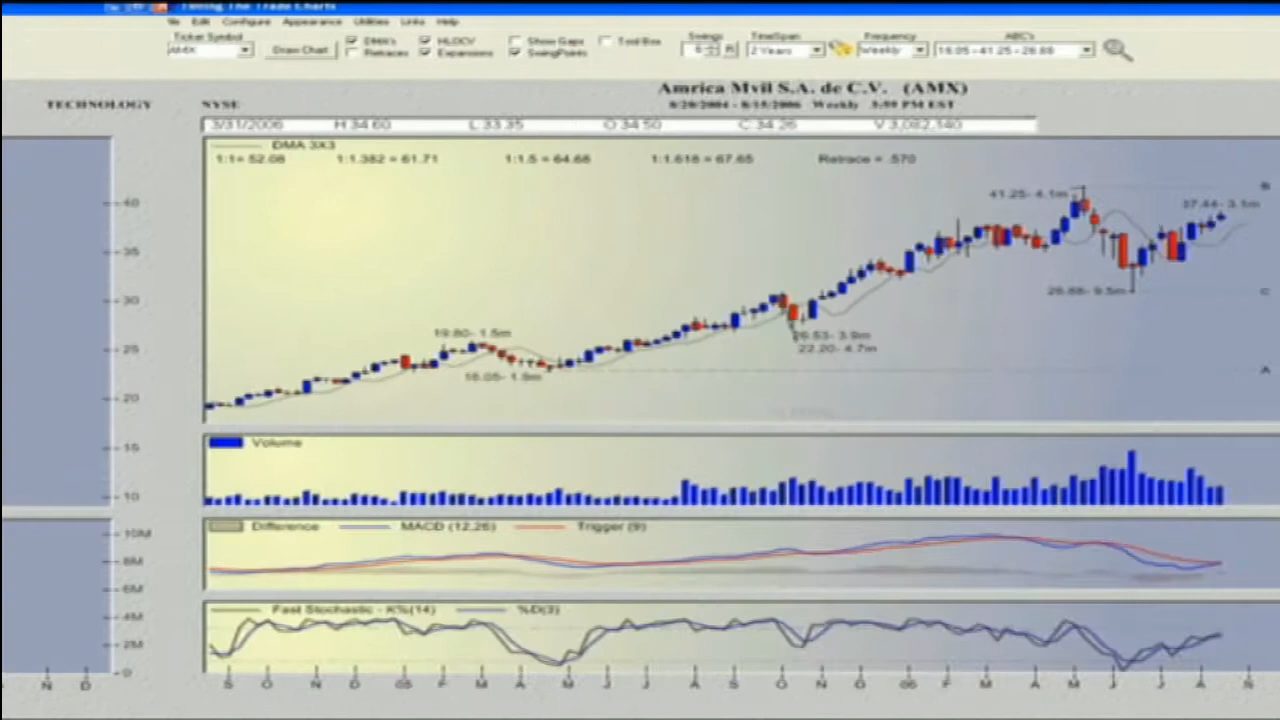 Timing The Trade Charts
File Edit Configure Appearance Utilities Links Help
Ticker Symbol DMA's HLOCV Show Gaps Tool Box Swings TimeSpan Frequency ABC's
AMX Draw Chart Retraces Expansions SwingPoints 2 Years Weekly 16.05 - 41.25 - 28.88
Amrica Mvil S.A. de C.V. (AMX)
TECHNOLOGY NYSE 8/20/2004 - 8/15/2006 Weekly 3:59 PM EST
3/31/2006 H 34.60 L 33.35 O 34.50 C 34.26 V 3,082,140
DMA 3X3
1:1= 52.08 1:1.382 = 61.71 1:1.5 = 64.68 1:1.618 = 67.65 Retrace = .570
B
41.25- 4.1m
40
37.44- 3.1m
35
C
28.88- 9.5m
30
19.80- 1.5m
26.53- 3.9m
25
22.20- 4.7m
16.05- 1.9m
A
20
Volume
15
10
Difference MACD (12,26) Trigger (9)
10M
8M
6M
Fast Stochastic - K%(14) %D(3)
4M
2M
0
N D S O N D 05 F M A M J J A S O N D 06 F M A M J J A S